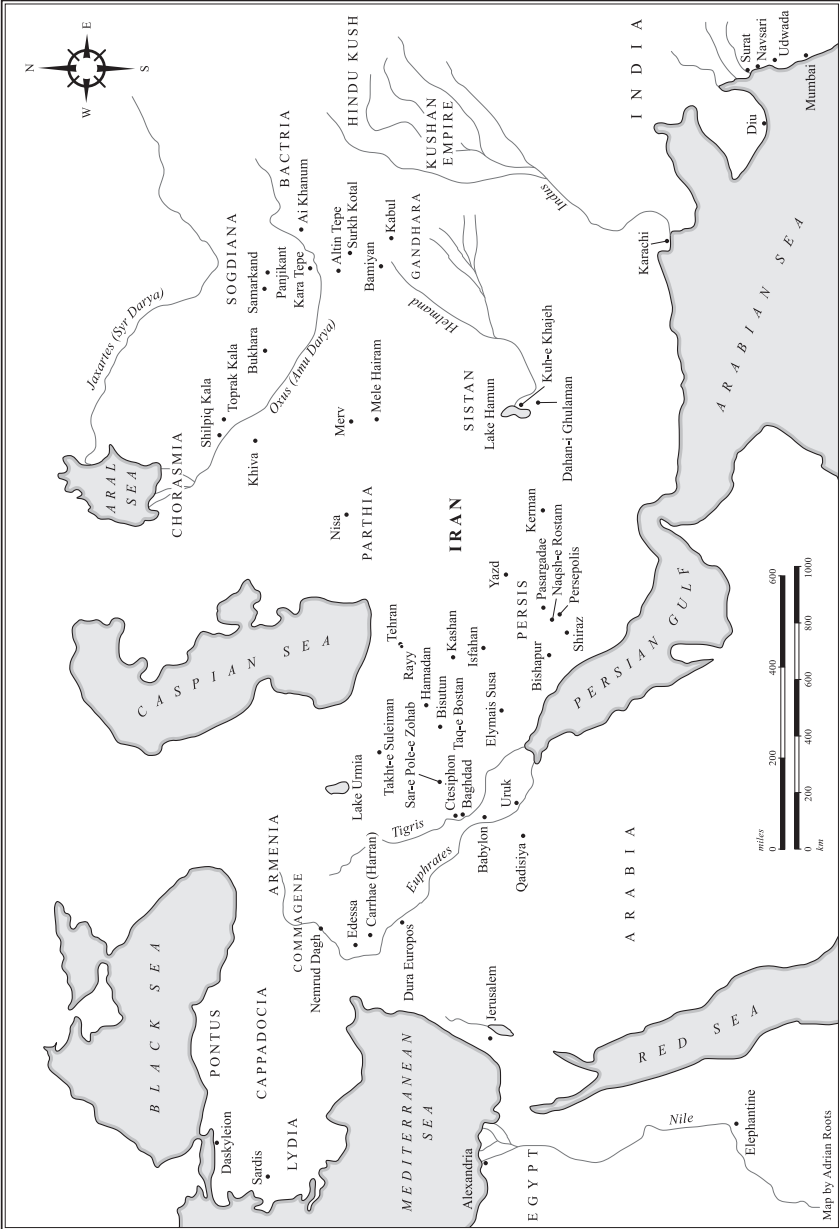 N
E
S
W
BLACK SEA
PONTUS
Daskyleion
CAPPADOCIA
Sardis
LYDIA
ARMENIA
COMMAGENE
Nemrud Dagh
Edessa
Carrhae (Harran)
MEDITERRANEAN
SEA
Dura Europos
Euphrates
Tigris
Alexandria
Jerusalem
EGYPT
Nile
Elephantine
RED SEA
ARABIA
CASPIAN SEA
Lake Urmia
Takht-e Suleiman
Sar-e Pole-e Zohab
Tehran
Rayy
Hamadan
Bisutun
Taq-e Bostan
Kashan
Isfahan
Ctesiphon
Baghdad
Elymais Susa
Babylon
Uruk
Qadisiya
ARAL
SEA
CHORASMIA
Jaxartes (Syr Darya)
Shilpiq Kala
Toprak Kala
Khiva
Bukhara
SOGDIANA
Samarkand
Panjikant
Kara Tepe
Oxus (Amu Darya)
BACTRIA
Ai Khanum
Altin Tepe
Surkh Kotal
Bamiyan
Kabul
GANDHARA
HINDU KUSH
KUSHAN
EMPIRE
Nisa
PARTHIA
Merv
Mele Hairam
IRAN
Helmand
SISTAN
Lake Hamun
Kuh-e Khajeh
Dahan-i Ghulaman
Yazd
Kerman
PERSIS
Pasargadae
Naqsh-e Rostam
Persepolis
Bishapur
Shiraz
PERSIAN GULF
Indus
INDIA
Karachi
ARABIAN SEA
Diu
Surat
Navsari
Udwada
Mumbai
miles
0 200 400 600
0 200 400 600 800 1000
km
Map by Adrian Roots